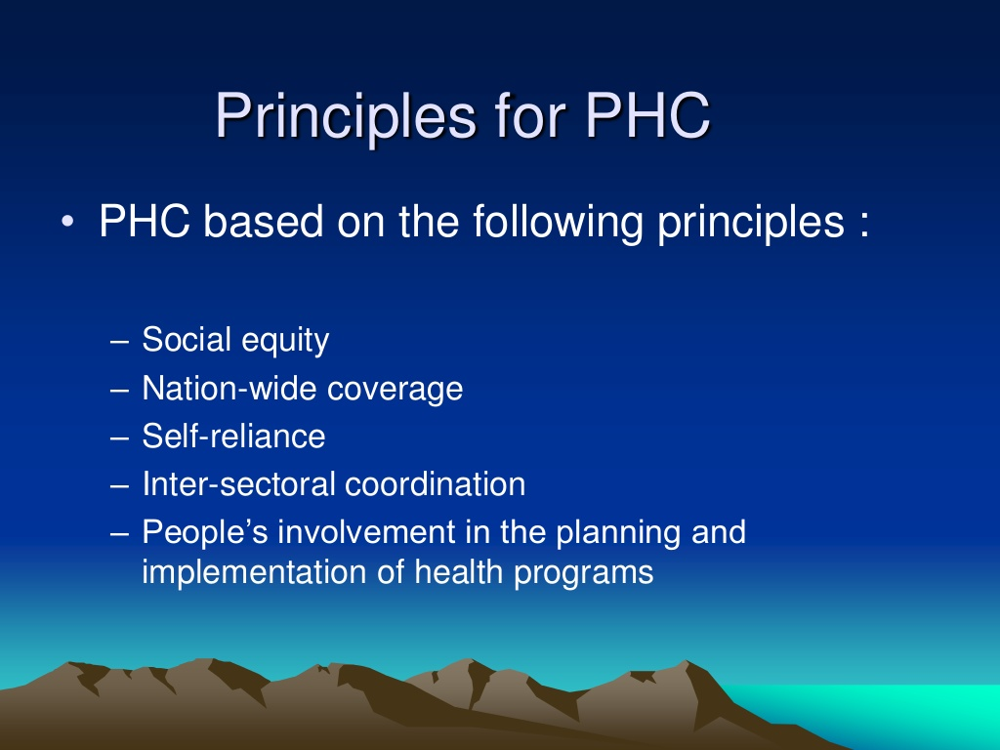 Principles for PHC
• PHC based on the following principles :
– Social equity
– Nation-wide coverage
– Self-reliance
– Inter-sectoral coordination
– People’s involvement in the planning and
implementation of health programs